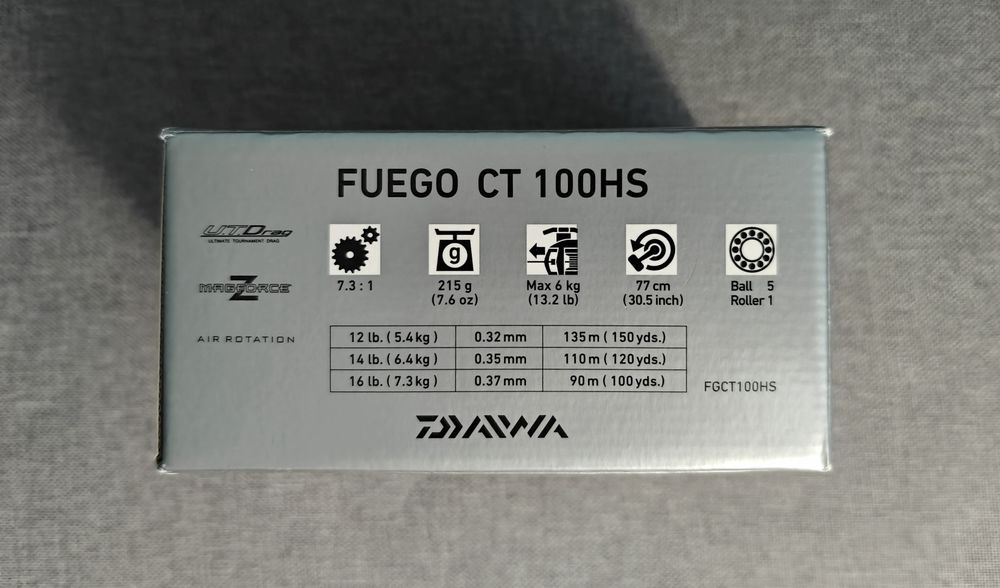 FUEGO CT 100HS
UTDrag
ULTIMATE TOURNAMENT DRAG
MAGFORCE Z
AIR ROTATION
g
7.3 : 1
215 g
(7.6 oz)
Max 6 kg
(13.2 lb)
77 cm
(30.5 inch)
Ball 5
Roller 1
12 lb. ( 5.4 kg ) 0.32 mm 135 m ( 150 yds.)
14 lb. ( 6.4 kg ) 0.35 mm 110 m ( 120 yds.)
16 lb. ( 7.3 kg ) 0.37 mm 90 m ( 100 yds.)
FGCT100HS
DAIWA